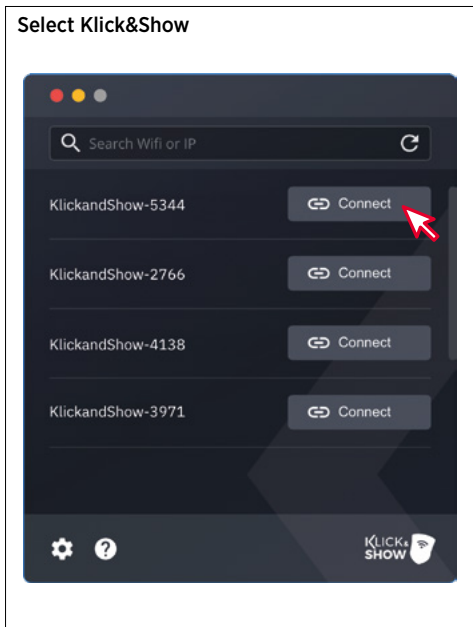 Select Klick&Show
Search Wifi or IP
KlickandShow-5344 Connect
KlickandShow-2766 Connect
KlickandShow-4138 Connect
KlickandShow-3971 Connect
KLICK&
SHOW